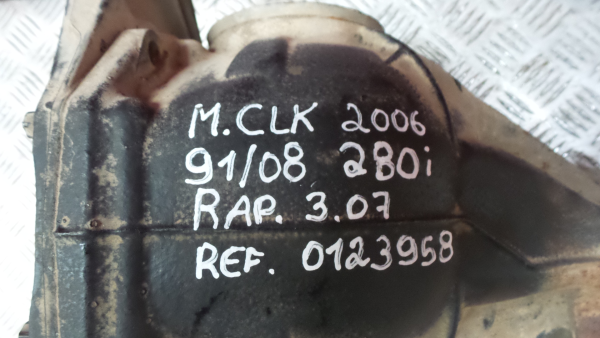 M.CLK 2006
91/08 280i
RAP. 3.07
REF. 0123958